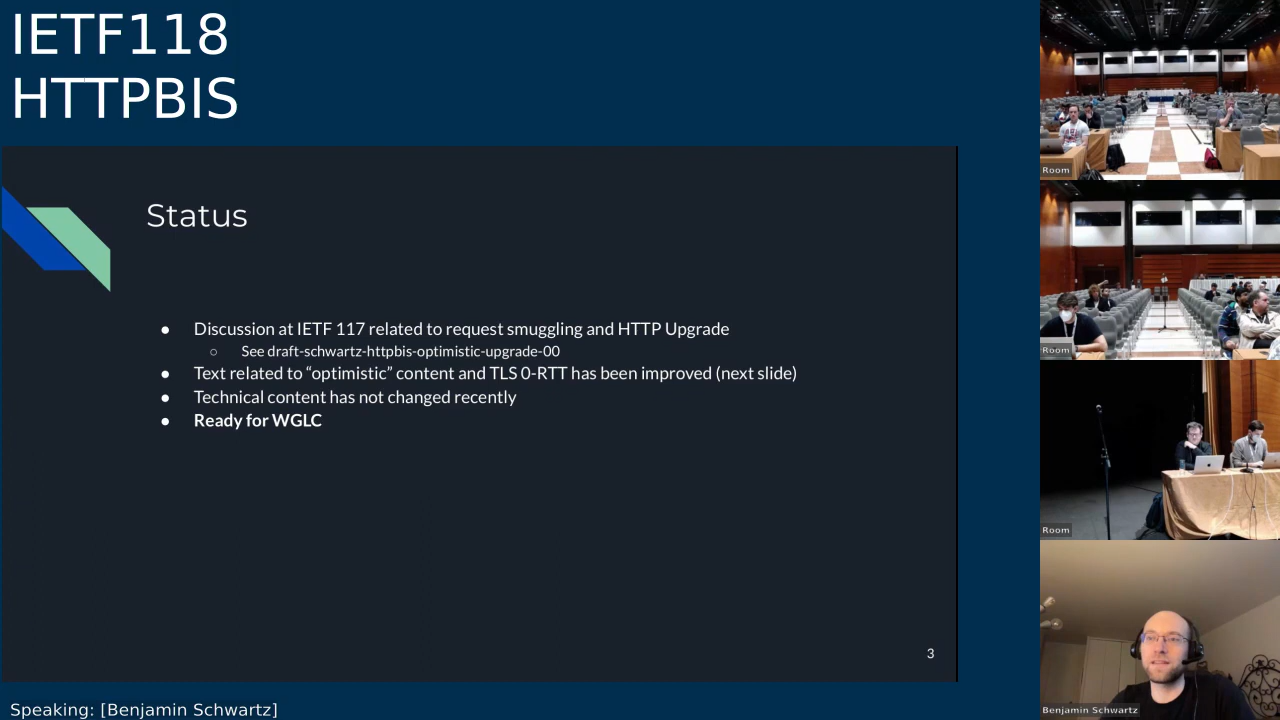 IETF118
HTTPBIS
Status
● Discussion at IETF 117 related to request smuggling and HTTP Upgrade
○ See draft-schwartz-httpbis-optimistic-upgrade-00
● Text related to “optimistic” content and TLS 0-RTT has been improved (next slide)
● Technical content has not changed recently
● Ready for WGLC
3
Speaking: [Benjamin Schwartz]
Room
Room
Room
Benjamin Schwartz